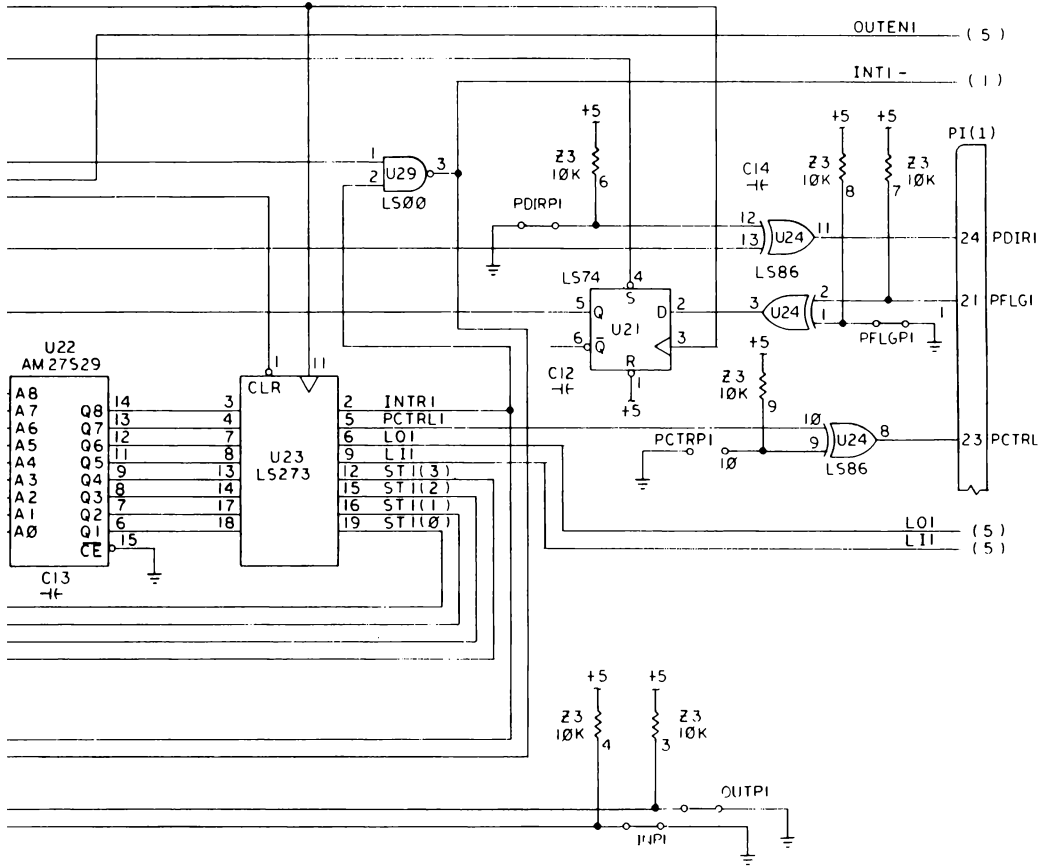 OUTEN1 (5)
INT1- (1)
+5 +5 +5
P1(1)
1 U29 3
2
LS00
Z3 10K 6
C14
Z3 10K 8
Z3 10K 7
PDIRP1
12 U24 11
13
LS86
24 PDIR1
LS74 4
S
5 Q D 2
U21
6 Q̅ 3
R
1
+5
C12
3 U24 2
1
21 PFLG1
1
PFLGP1
+5
Z3 10K 9
PCTRP1
10
10 U24 8
9
LS86
23 PCTRL
U22
AM27S29
A8
A7 Q8 14
A6 Q7 13
A5 Q6 12
A4 Q5 11
A3 Q4 9
A2 Q3 8
A1 Q2 7
A0 Q1 6
CE 15
C13
1 11
CLR
U23
LS273
3 2 INTR1
4 5 PCTRL1
7 6 LO1
8 9 LI1
13 12 ST1(3)
14 15 ST1(2)
17 16 ST1(1)
18 19 ST1(0)
LO1 (5)
LI1 (5)
+5 +5
Z3 10K 4
Z3 10K 3
OUTP1
INP1